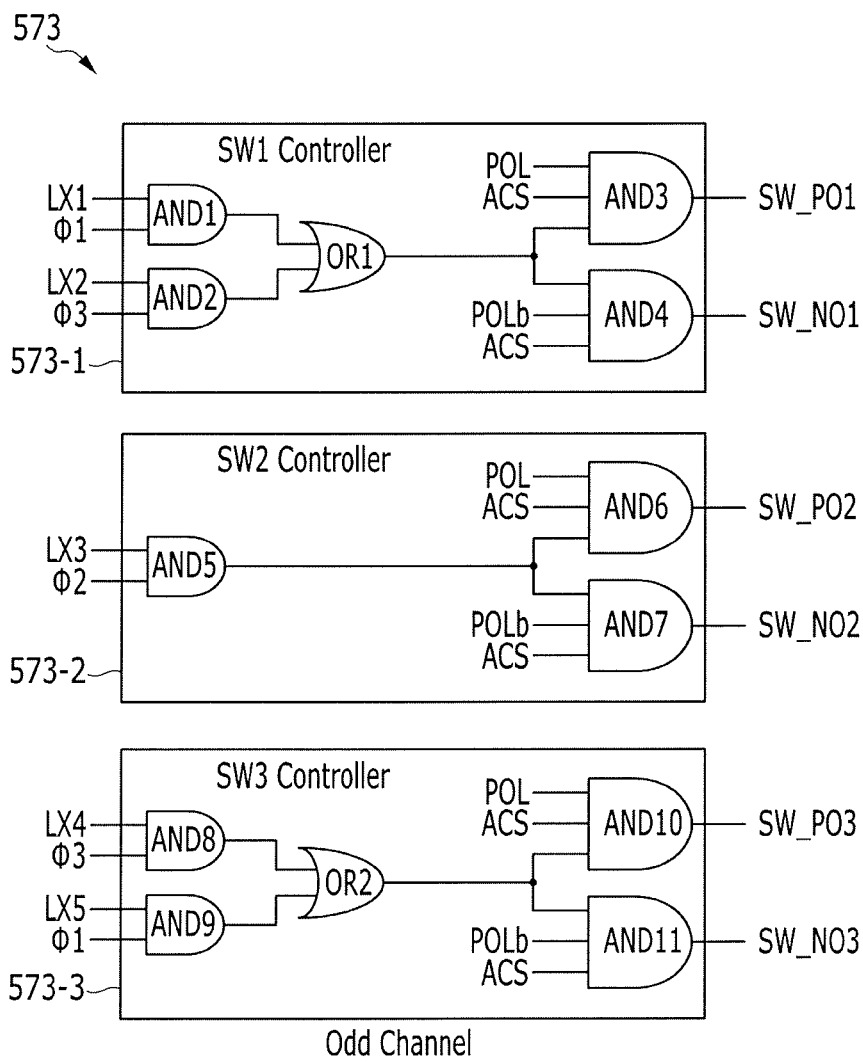 573
SW1 Controller
LX1
Φ1
AND1
LX2
Φ3
AND2
OR1
POL
ACS
AND3
SW_PO1
POLb
ACS
AND4
SW_NO1
573-1
SW2 Controller
LX3
Φ2
AND5
POL
ACS
AND6
SW_PO2
POLb
ACS
AND7
SW_NO2
573-2
SW3 Controller
LX4
Φ3
AND8
LX5
Φ1
AND9
OR2
POL
ACS
AND10
SW_PO3
POLb
ACS
AND11
SW_NO3
573-3
Odd Channel